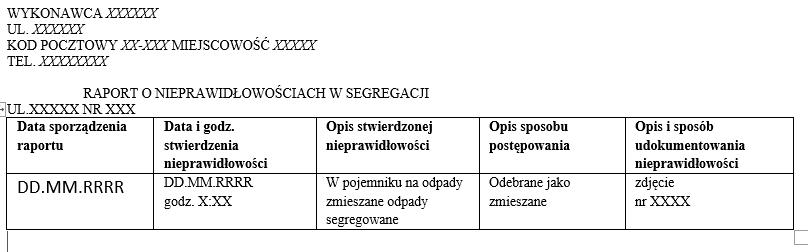 WYKONAWCA XXXXXX
UL. XXXXXX
KOD POCZTOWY XX-XXX MIEJSCOWOŚĆ XXXXX
TEL. XXXXXXXX
RAPORT O NIEPRAWIDŁOWOŚCIACH W SEGREGACJI
UL.XXXXX NR XXX
Data sporządzenia
raportu
Data i godz.
stwierdzenia
nieprawidłowości
Opis stwierdzonej
nieprawidłowości
Opis sposobu
postępowania
Opis i sposób
udokumentowania
nieprawidłowości
DD.MM.RRRR
DD.MM.RRRR
godz. X:XX
W pojemniku na odpady
zmieszane odpady
segregowane
Odebrane jako
zmieszane
zdjęcie
nr XXXX